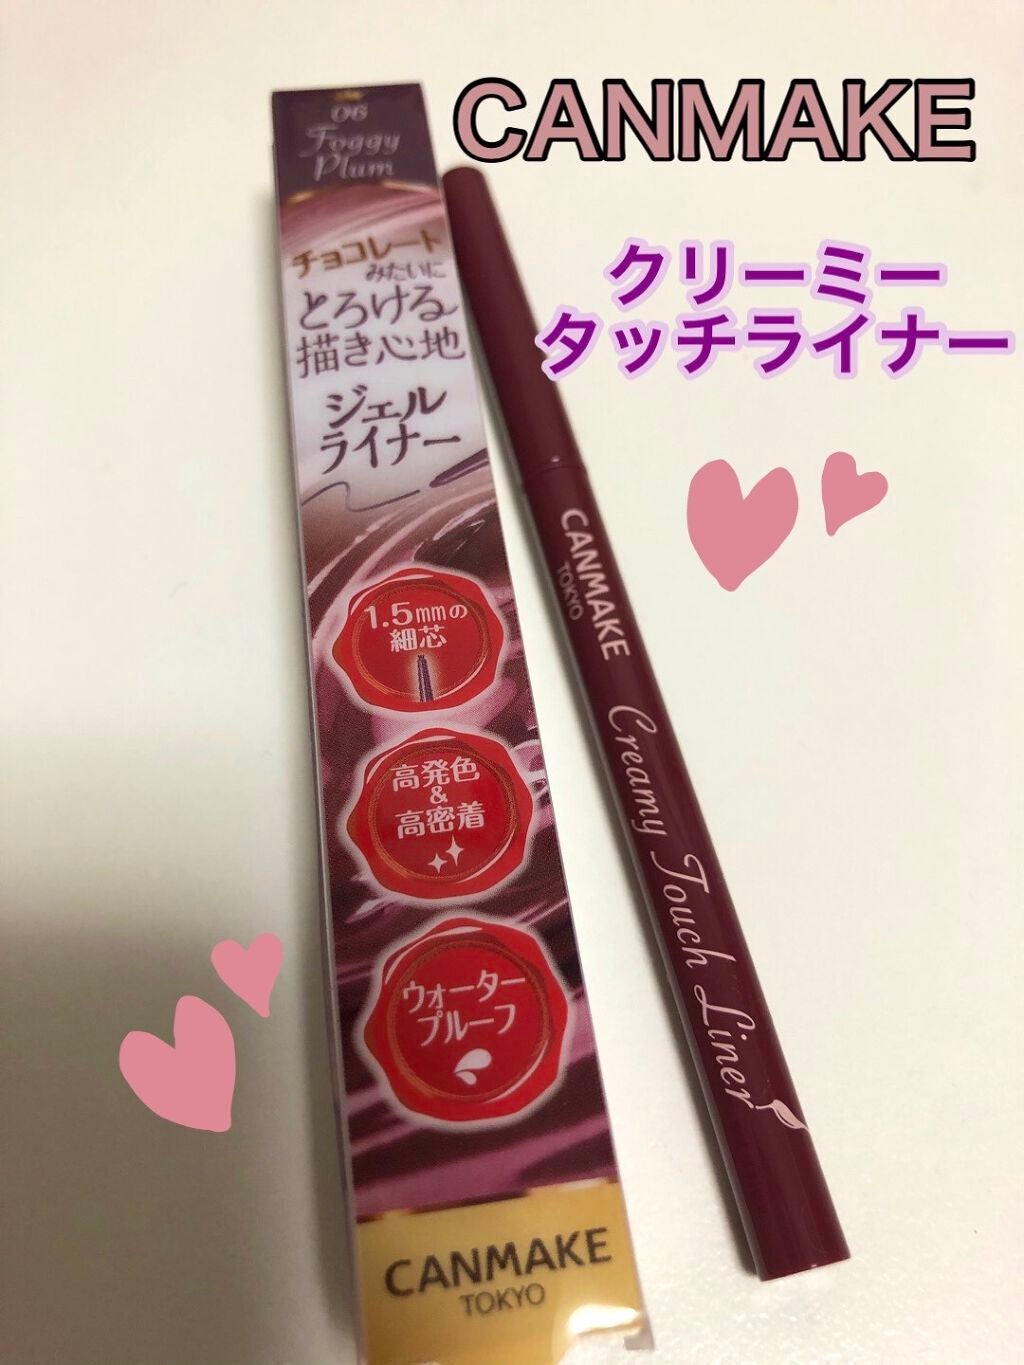 CANMAKE
クリーミー
タッチライナー
06
Foggy
Plum
チョコレート
みたいに
とろける
描き心地
ジェル
ライナー
1.5mmの
細芯
高発色
&
高密着
ウォーター
プルーフ
CANMAKE
TOKYO
CANMAKE
TOKYO
Creamy Touch Liner